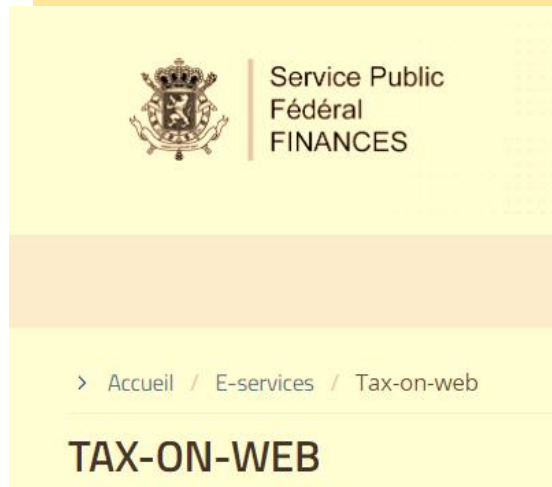 Service Public
Fédéral
FINANCES
> Accueil / E-services / Tax-on-web
TAX-ON-WEB